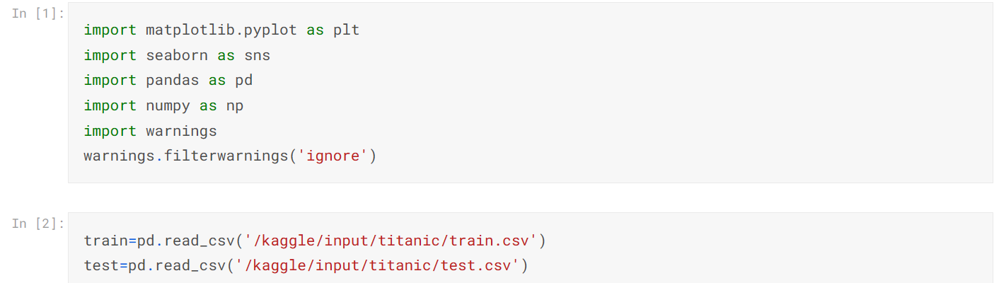 In [1]:
import matplotlib.pyplot as plt
import seaborn as sns
import pandas as pd
import numpy as np
import warnings
warnings.filterwarnings('ignore')
In [2]:
train=pd.read_csv('/kaggle/input/titanic/train.csv')
test=pd.read_csv('/kaggle/input/titanic/test.csv')